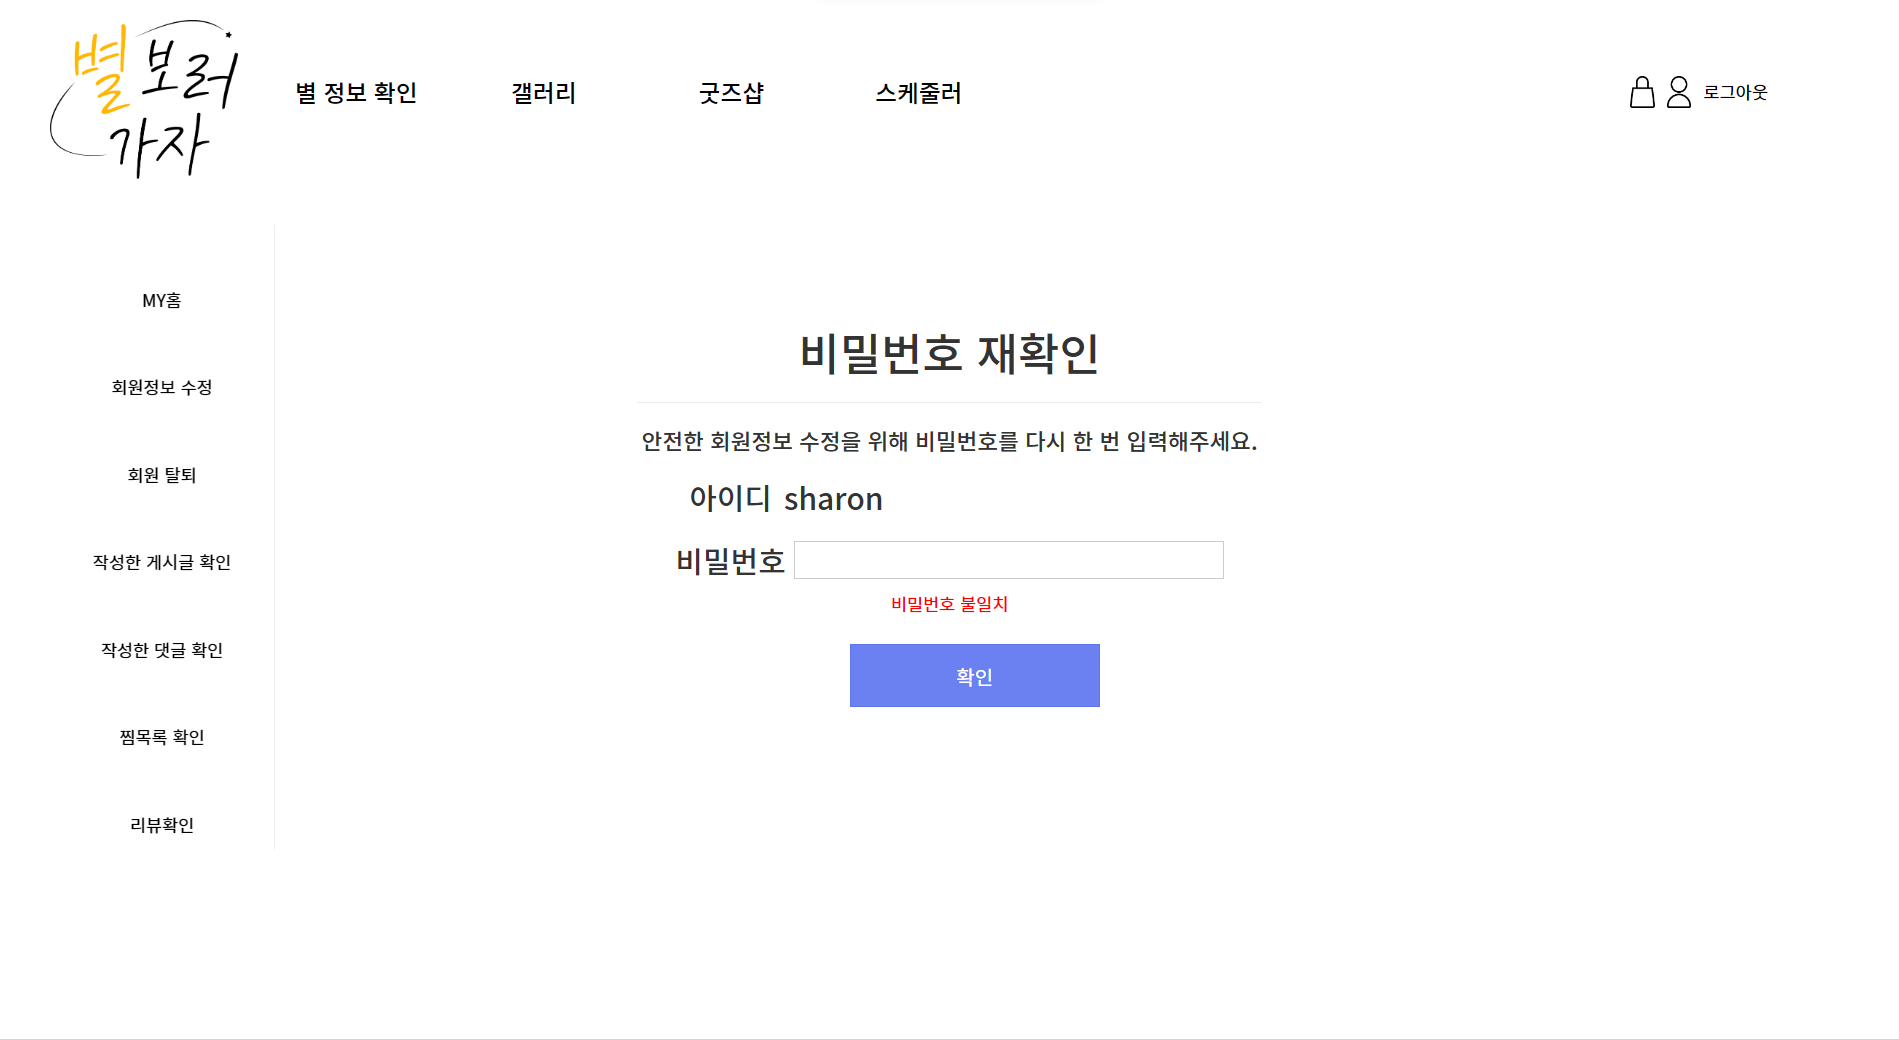 별 보러
가자
별 정보 확인
갤러리
굿즈샵
스케줄러
로그아웃
MY홈
회원정보 수정
회원 탈퇴
작성한 게시글 확인
작성한 댓글 확인
찜목록 확인
리뷰확인
비밀번호 재확인
안전한 회원정보 수정을 위해 비밀번호를 다시 한 번 입력해주세요.
아이디 sharon
비밀번호
비밀번호 불일치
확인